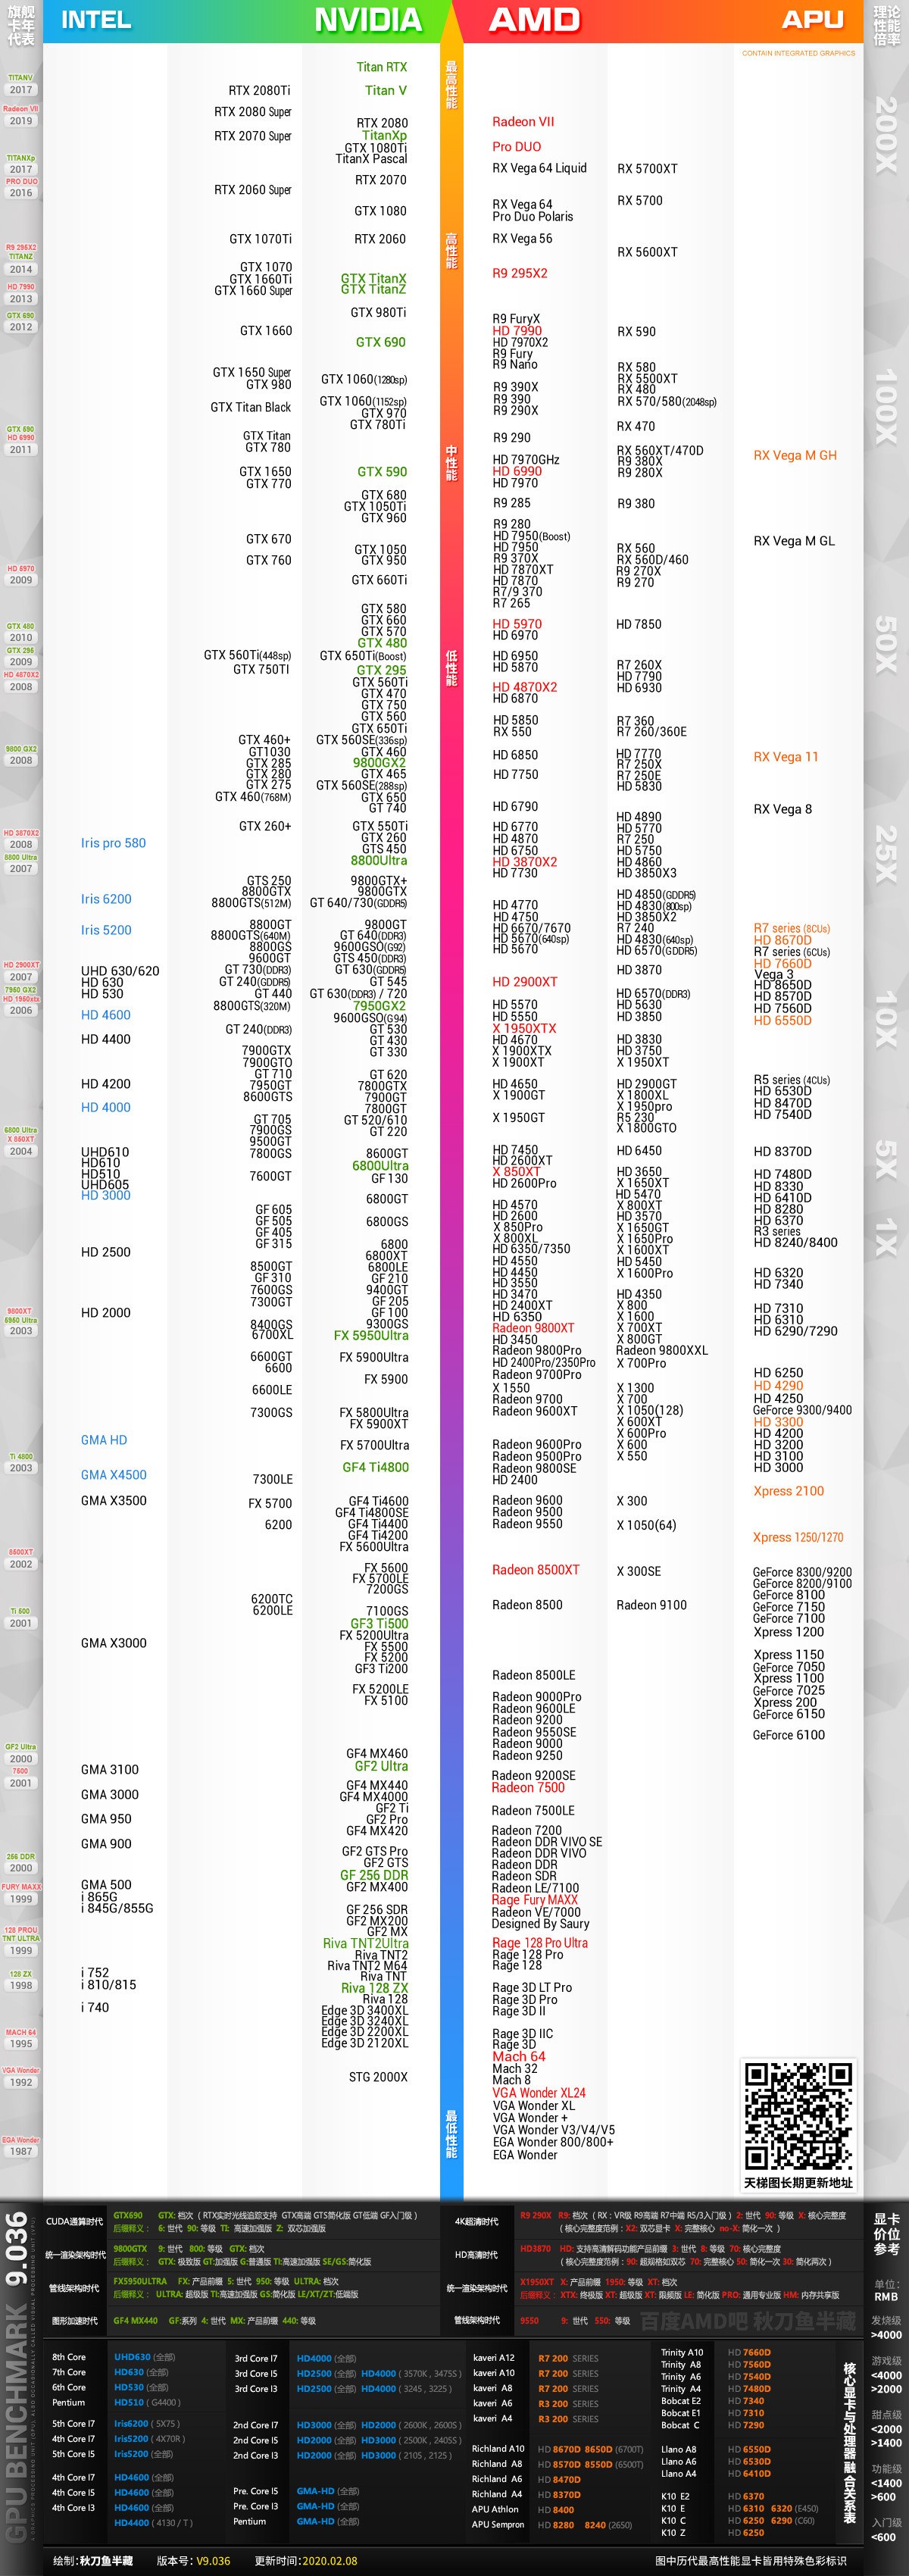 旗舰
卡年
代表
INTEL
NVIDIA
AMD
APU
理论
性能
倍率
CONTAIN INTEGRATED GRAPHICS
最高性能
高性能
中性能
低性能
最低性能
Titan RTX
RTX 2080Ti
Titan V
RTX 2080 Super
RTX 2080
RTX 2070 Super
TitanXp
GTX 1080Ti
TitanX Pascal
RTX 2070
RTX 2060 Super
GTX 1080
GTX 1070Ti
RTX 2060
GTX 1070
GTX 1660Ti
GTX TitanX
GTX 1660 Super
GTX TitanZ
GTX 980Ti
GTX 1660
GTX 690
GTX 1650 Super
GTX 1060(1280sp)
GTX 980
GTX Titan Black
GTX 1060(1152sp)
GTX 970
GTX 780Ti
GTX Titan
GTX 780
GTX 1650
GTX 590
GTX 770
GTX 680
GTX 1050Ti
GTX 960
GTX 670
GTX 1050
GTX 760
GTX 950
GTX 660Ti
GTX 580
GTX 660
GTX 570
GTX 480
GTX 560Ti(448sp)
GTX 650Ti(Boost)
GTX 750TI
GTX 295
GTX 560Ti
GTX 470
GTX 750
GTX 560
GTX 650Ti
GTX 460+
GTX 560SE(336sp)
GT1030
GTX 460
GTX 285
9800GX2
GTX 280
GTX 465
GTX 275
GTX 560SE(288sp)
GTX 460(768M)
GTX 650
GT 740
GTX 260+
GTX 550Ti
GTX 260
Iris pro 580
GTS 450
8800Ultra
GTS 250
9800GTX+
8800GTX
9800GTX
Iris 6200
8800GTS(512M)
GT 640/730(GDDR5)
8800GT
9800GT
Iris 5200
8800GTS(640M)
GT 640(DDR3)
8800GS
9600GSO(G92)
9600GT
GTS 450(DDR3)
UHD 630/620
GT 730(DDR3)
GT 630(GDDR5)
HD 630
GT 240(GDDR5)
GT 545
HD 530
GT 440
GT 630(DDR3) / 720
8800GTS(320M)
7950GX2
HD 4600
9600GSO(G94)
GT 240(DDR3)
GT 530
HD 4400
GT 430
7900GTX
GT 330
7900GTO
GT 710
GT 620
HD 4200
7950GT
7800GTX
8600GTS
7900GT
HD 4000
7800GT
GT 705
GT 520/610
7900GS
GT 220
9500GT
UHD610
7800GS
8600GT
HD610
6800Ultra
HD510
7600GT
GF 130
UHD605
HD 3000
6800GT
GF 605
GF 505
6800GS
GF 405
GF 315
6800
HD 2500
6800XT
8500GT
6800LE
GF 310
GF 210
7600GS
9400GT
7300GT
GF 205
HD 2000
GF 100
8400GS
9300GS
6700XL
FX 5950Ultra
6600GT
FX 5900Ultra
6600
FX 5900
6600LE
7300GS
FX 5800Ultra
FX 5900XT
GMA HD
FX 5700Ultra
GF4 Ti4800
GMA X4500
7300LE
GMA X3500
FX 5700
GF4 Ti4600
GF4 Ti4800SE
6200
GF4 Ti4400
GF4 Ti4200
FX 5600Ultra
FX 5600
FX 5700LE
7200GS
6200TC
6200LE
7100GS
GF3 Ti500
FX 5200Ultra
GMA X3000
FX 5500
FX 5200
GF3 Ti200
FX 5200LE
FX 5100
GF4 MX460
GMA 3100
GF2 Ultra
GF4 MX440
GMA 3000
GF4 MX4000
GF2 Ti
GMA 950
GF2 Pro
GF4 MX420
GMA 900
GF2 GTS Pro
GF2 GTS
GF 256 DDR
GMA 500
GF2 MX400
i 865G
i 845G/855G
GF 256 SDR
GF2 MX200
GF2 MX
Riva TNT2Ultra
Riva TNT2
Riva TNT2 M64
i 752
Riva TNT
i 810/815
Riva 128 ZX
Riva 128
i 740
Edge 3D 3400XL
Edge 3D 3240XL
Edge 3D 2200XL
Edge 3D 2120XL
STG 2000X
Radeon VII
Pro DUO
RX Vega 64 Liquid
RX 5700XT
RX Vega 64
RX 5700
Pro Duo Polaris
RX Vega 56
RX 5600XT
R9 295X2
R9 FuryX
HD 7990
RX 590
HD 7970X2
R9 Fury
R9 Nano
RX 580
RX 5500XT
R9 390X
RX 480
R9 390
RX 570/580(2048sp)
R9 290X
RX 470
R9 290
RX 560XT/470D
RX Vega M GH
HD 7970GHz
R9 380X
HD 6990
R9 280X
HD 7970
R9 285
R9 380
R9 280
HD 7950(Boost)
RX Vega M GL
HD 7950
RX 560
R9 370X
RX 560D/460
HD 7870XT
R9 270X
HD 7870
R9 270
R7/9 370
R7 265
HD 5970
HD 7850
HD 6970
HD 6950
R7 260X
HD 5870
HD 7790
HD 4870X2
HD 6930
HD 6870
HD 5850
R7 360
RX 550
R7 260/360E
HD 6850
HD 7770
RX Vega 11
R7 250X
HD 7750
R7 250E
HD 5830
HD 6790
RX Vega 8
HD 4890
HD 6770
HD 5770
HD 4870
R7 250
HD 6750
HD 5750
HD 3870X2
HD 4860
HD 7730
HD 3850X3
HD 4850(GDDR5)
HD 4770
HD 4830(800sp)
HD 4750
HD 3850X2
HD 6670/7670
R7 240
R7 series (8CUs)
HD 5670(640sp)
HD 4830(640sp)
HD 8670D
HD 5670
HD 6570(GDDR5)
R7 series (6CUs)
HD 7660D
HD 3870
Vega 3
HD 2900XT
HD 8650D
HD 6570(DDR3)
HD 8570D
HD 5570
HD 5630
HD 7560D
HD 5550
HD 3850
HD 6550D
X 1950XTX
HD 4670
HD 3830
X 1900XTX
HD 3750
X 1900XT
X 1950XT
R5 series (4CUs)
HD 4650
HD 2900GT
HD 6530D
X 1900GT
X 1800XL
HD 8470D
X 1950pro
HD 7540D
X 1950GT
R5 230
X 1800GTO
HD 7450
HD 6450
HD 8370D
HD 2600XT
X 850XT
HD 3650
HD 7480D
HD 2600Pro
X 1650XT
HD 8330
HD 5470
HD 6410D
HD 4570
X 800XT
HD 8280
HD 2600
HD 3570
HD 6370
X 850Pro
X 1650GT
R3 series
X 800XL
X 1650Pro
HD 8240/8400
HD 6350/7350
X 1600XT
HD 4550
HD 5450
HD 4450
X 1600Pro
HD 6320
HD 3550
HD 7340
HD 3470
HD 4350
HD 2400XT
X 800
HD 7310
HD 6350
X 1600
HD 6310
Radeon 9800XT
X 700XT
HD 6290/7290
HD 3450
X 800GT
Radeon 9800Pro
Radeon 9800XXL
HD 2400Pro/2350Pro
X 700Pro
Radeon 9700Pro
HD 6250
X 1550
X 1300
HD 4290
Radeon 9700
X 700
HD 4250
Radeon 9600XT
X 1050(128)
GeForce 9300/9400
X 600XT
HD 3300
X 600Pro
HD 4200
Radeon 9600Pro
X 600
HD 3200
Radeon 9500Pro
X 550
HD 3100
Radeon 9800SE
HD 3000
HD 2400
Xpress 2100
Radeon 9600
X 300
Radeon 9500
Radeon 9550
X 1050(64)
Xpress 1250/1270
Radeon 8500XT
X 300SE
GeForce 8300/9200
GeForce 8200/9100
GeForce 8100
Radeon 8500
Radeon 9100
GeForce 7150
GeForce 7100
Xpress 1200
Xpress 1150
GeForce 7050
Radeon 8500LE
Xpress 1100
GeForce 7025
Radeon 9000Pro
Xpress 200
Radeon 9600LE
GeForce 6150
Radeon 9200
Radeon 9550SE
GeForce 6100
Radeon 9000
Radeon 9250
Radeon 9200SE
Radeon 7500
Radeon 7500LE
Radeon 7200
Radeon DDR VIVO SE
Radeon DDR VIVO
Radeon DDR
Radeon SDR
Radeon LE/7100
Rage Fury MAXX
Radeon VE/7000
Designed By Saury
Rage 128 Pro Ultra
Rage 128 Pro
Rage 128
Rage 3D LT Pro
Rage 3D Pro
Rage 3D II
Rage 3D IIC
Rage 3D
Mach 64
Mach 32
Mach 8
VGA Wonder XL24
VGA Wonder XL
VGA Wonder +
VGA Wonder V3/V4/V5
EGA Wonder 800/800+
EGA Wonder
天梯图长期更新地址
TITANV
2017
Radeon VII
2019
TITANXp
2017
PRO DUO
2016
R9 295X2
TITANZ
2014
HD 7990
2013
GTX 690
2012
GTX 590
HD 6990
2011
HD 5970
2009
GTX 480
2010
GTX 295
2009
HD 4870X2
2008
9800 GX2
2008
HD 3870X2
2008
8800 Ultra
2007
HD 2900XT
2007
7950 GX2
HD 1950xtx
2006
6800 Ultra
X 850XT
2004
9800XT
5950 Ultra
2003
Ti 4800
2003
8500XT
2002
Ti 500
2001
GF2 Ultra
2000
7500
2001
256 DDR
2000
FURY MAXX
1999
128 PROU
TNT ULTRA
1999
128 ZX
1998
MACH 64
1995
VGA Wonder
1992
EGA Wonder
1987
200X
100X
50X
25X
10X
5X
1X
GPU BENCHMARK 9.036
CUDA通算时代
GTX690 GTX: 档次 ( RTX实时光线追踪支持 GTX高端 GTS简化版 GT低端 GF入门级 )
后缀释义： 6: 世代 90: 等级 TI: 高速加强版 Z: 双芯加强版
统一渲染架构时代
9800GTX 9: 世代 800: 等级 GTX: 档次
后缀释义： GTX: 极致版 GT:加强版 G:普通版 TI:高速加强版 SE/GS:简化版
管线架构时代
FX5950ULTRA FX: 产品前缀 5: 世代 950: 等级 ULTRA: 档次
后缀释义： ULTRA: 超级版 TI:高速加强版 GS:简化版 LE/XT/ZT:低端版
图形加速时代
GF4 MX440 GF:系列 4: 世代 MX: 产品前缀 440: 等级
4K超清时代
R9 290X R9: 档次 ( RX : VR级 R9高端 R7中端 R5/3入门级 ) 2: 世代 90: 等级 X: 核心完整度
( 核心完整度范例 : X2: 双芯显卡 X: 完整核心 no-X: 简化一次 )
HD高清时代
HD3870 HD: 支持高清解码功能产品前缀 3: 世代 8: 等级 70: 核心完整度
( 核心完整度范例 : 90: 超规格如双芯 70: 完整核心 50: 简化一次 30: 简化两次 )
统一渲染架构时代
X1950XT X: 产品前缀 1950: 等级 XT: 档次
后缀释义： XTX: 终极版 XT: 超级版 XT: 限频版 LE: 简化版 PRO: 通用专业版 HM: 内存共享版
管线架构时代
9550 9: 世代 550: 等级
百度AMD吧 秋刀鱼半藏
显卡
价位
参考
单位：
RMB
发烧级
>4000
游戏级
<4000
>2000
甜点级
<2000
>1400
功能级
<1400
>600
入门级
<600
8th Core UHD630 (全部)
7th Core HD630 (全部)
6th Core HD530 (全部)
Pentium HD510 ( G4400 )
5th Core I7 Iris6200 ( 5X75 )
4th Core I7 Iris5200 ( 4X70R )
5th Core I5 Iris5200 (全部)
4th Core I7 HD4600 (全部)
4th Core I5 HD4600 (全部)
4th Core I3 HD4600 (全部)
HD4400 ( 4130 / T )
3rd Core I7 HD4000 (全部)
3rd Core I5 HD2500 (全部) HD4000 ( 3570K , 3475S )
3rd Core I3 HD2500 (全部) HD4000 ( 3245 , 3225 )
2nd Core I7 HD3000 (全部) HD2000 ( 2600K , 2600S )
2nd Core I5 HD2000 (全部) HD3000 ( 2500K , 2405S )
2nd Core I3 HD2000 (全部) HD3000 ( 2105 , 2125 )
Pre. Core I5 GMA-HD (全部)
Pre. Core I3 GMA-HD (全部)
Pentium GMA-HD (全部)
kaveri A12 R7 200 SERIES
kaveri A10 R7 200 SERIES
kaveri A8 R7 200 SERIES
kaveri A6 R3 200 SERIES
kaveri A4 R3 200 SERIES
Richland A10 HD 8670D 8650D (6700T)
Richland A8 HD 8570D 8550D (6500T)
Richland A6 HD 8470D
Richland A4 HD 8370D
APU Athlon HD 8400
APU Sempron HD 8280 8240 (2650)
Trinity A10 HD 7660D
Trinity A8 HD 7560D
Trinity A6 HD 7540D
Trinity A4 HD 7480D
Bobcat E2 HD 7340
Bobcat E1 HD 7310
Bobcat C HD 7290
Llano A8 HD 6550D
Llano A6 HD 6530D
Llano A4 HD 6410D
K10 E2 HD 6370
K10 E HD 6310 6320 (E450)
K10 C HD 6250 6290 (C60)
K10 Z HD 6250
核心显卡与处理器融合关系表
绘制：秋刀鱼半藏 版本号： V9.036 更新时间：2020.02.08 图中历代最高性能显卡皆用特殊色彩标识